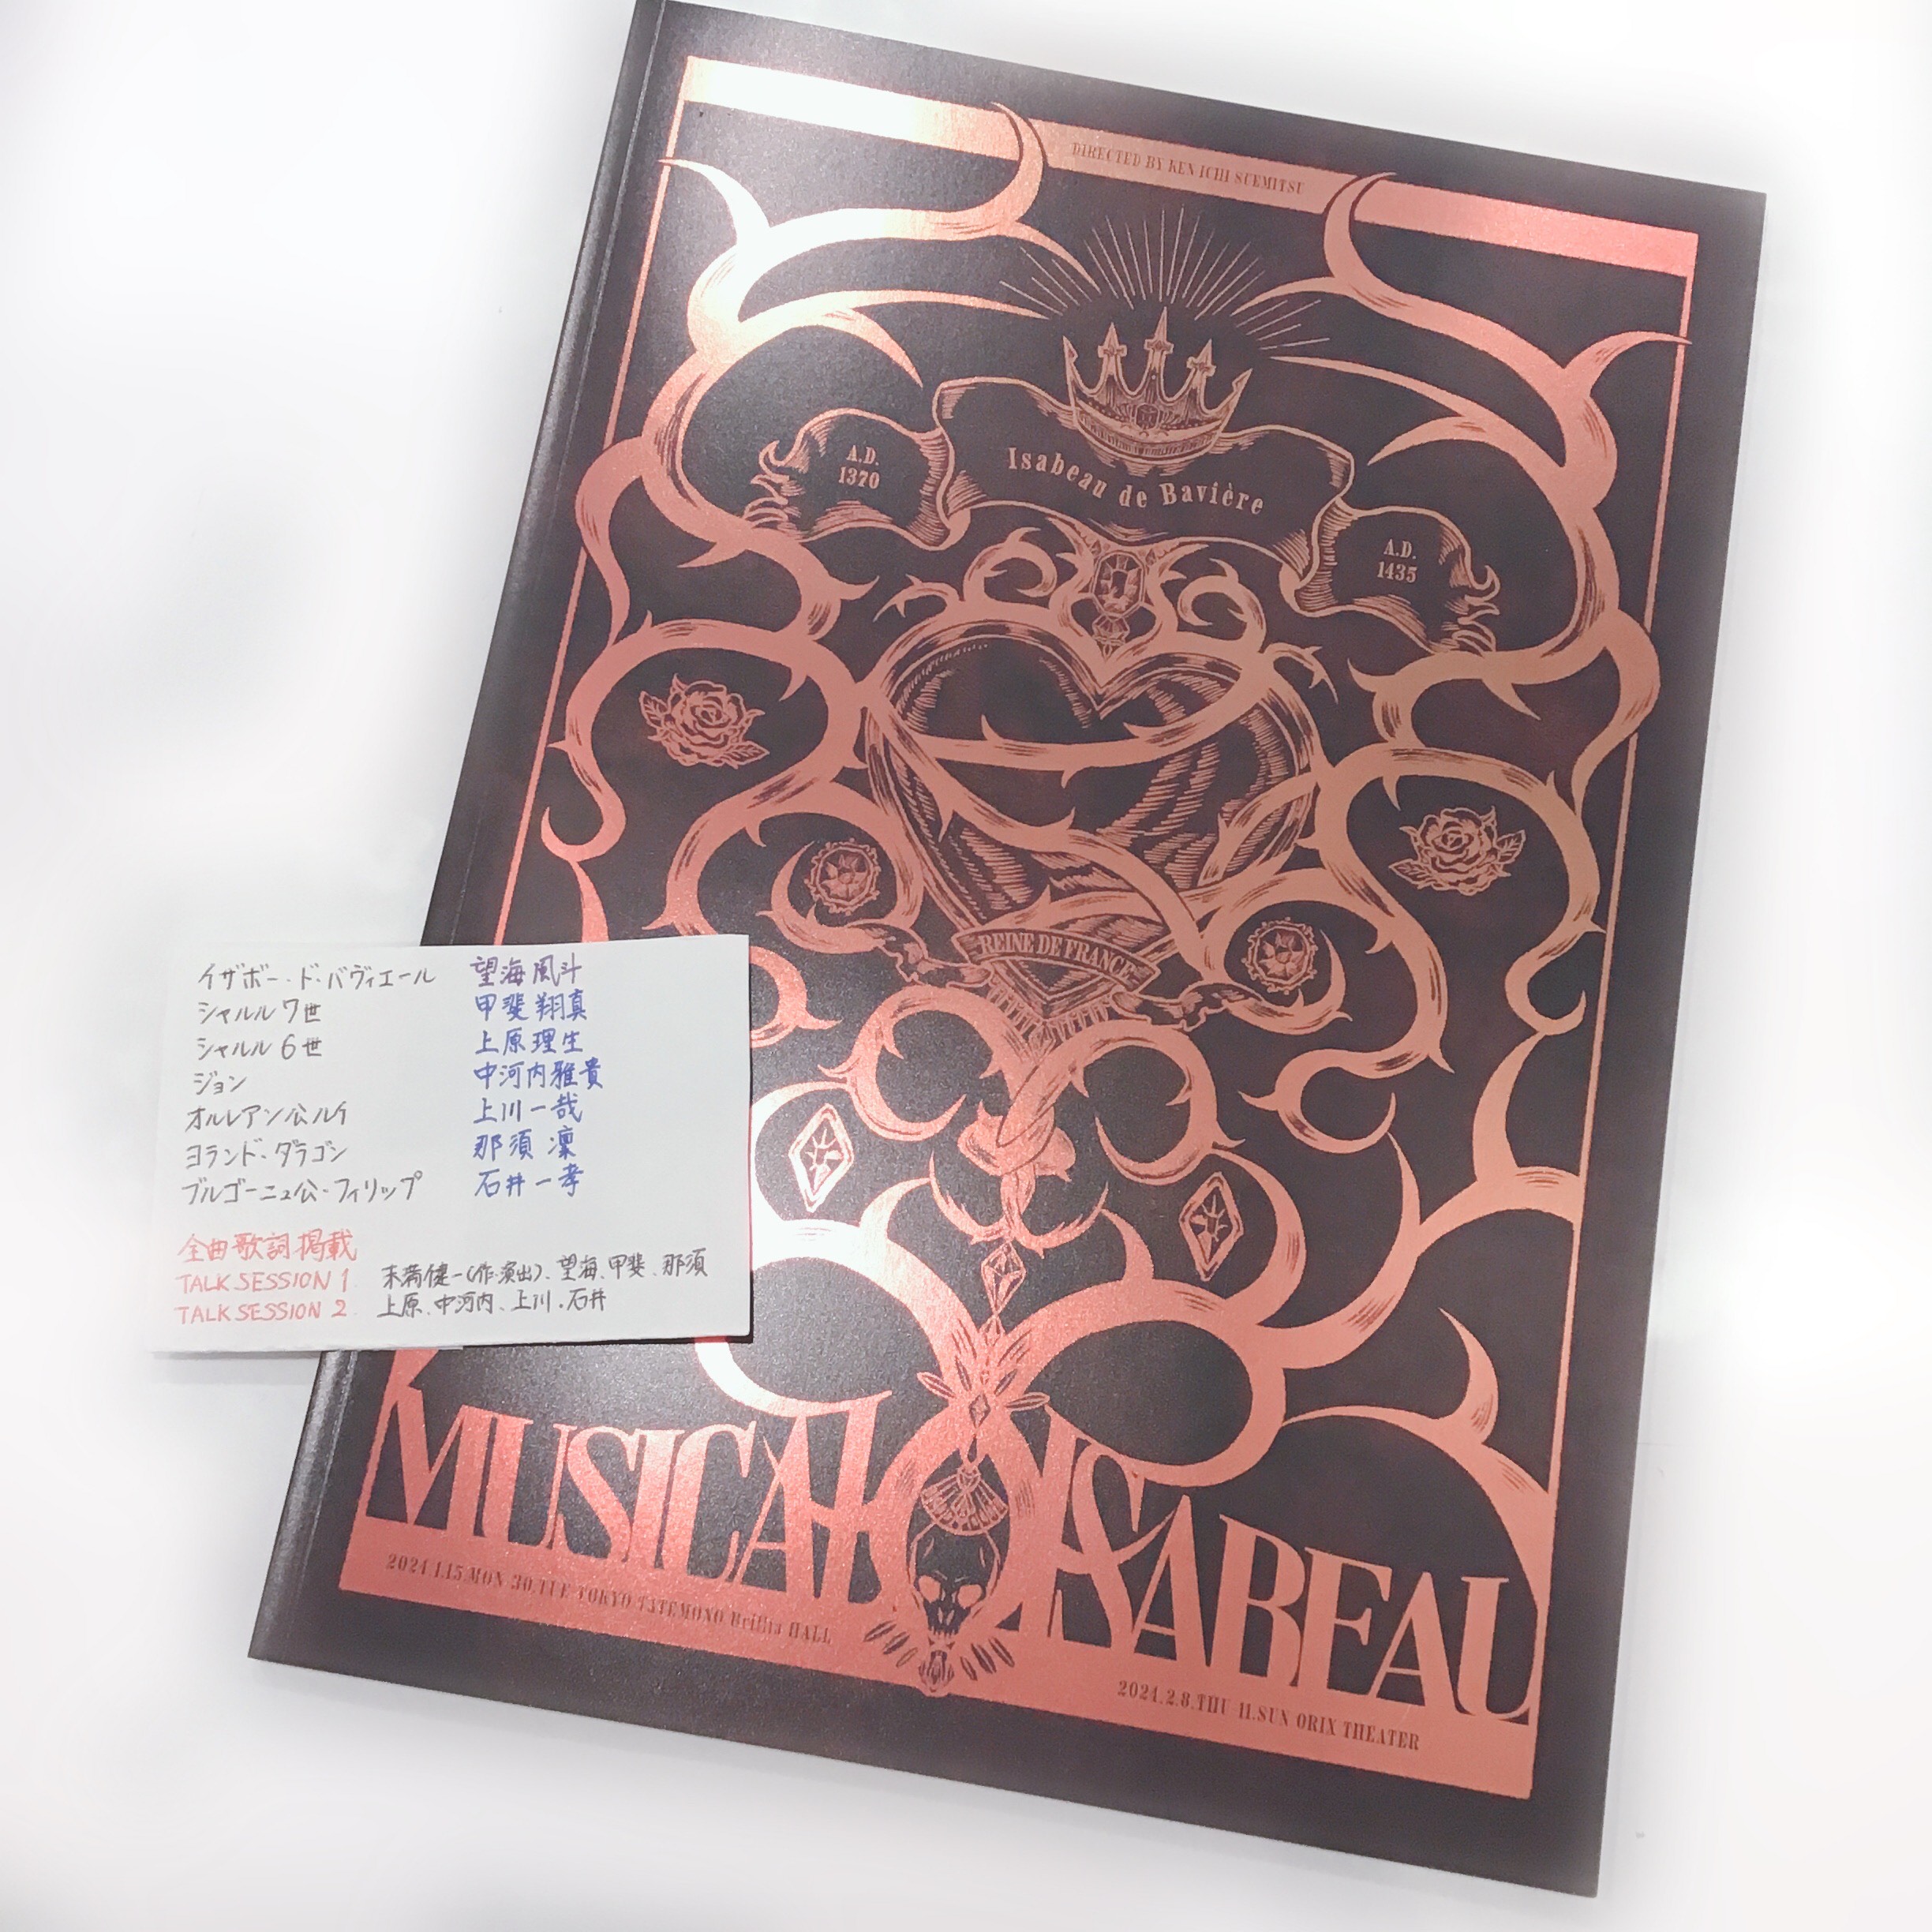 DIRECTED BY KEN-ICHI SUEMITSU
A.D.
1370
Isabeau de Bavière
A.D.
1435
REINE DE FRANCE
イザボー・ド・バヴィエール 望海風斗
シャルル7世 甲斐翔真
シャルル6世 上原理生
ジャン 中河内雅貴
オルレアン公ルイ 上川一哉
ヨランド・ダラゴン 那須凜
ブルゴーニュ公・フィリップ 石井一孝
全曲歌詞掲載
TALK SESSION 1 末満健一(作・演出)、望海、甲斐、那須
TALK SESSION 2 上原、中河内、上川、石井
MUSICAL ISABEAU
2024.1.15.MON 30.TUE TOKYO TATEMONO Brillia HALL
2024.2.8.THU 11.SUN ORIX THEATER